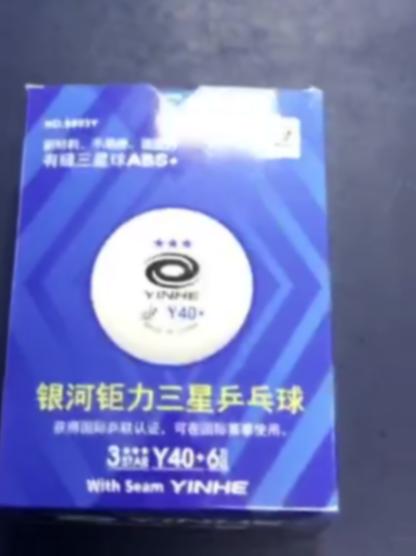 有缝三星球ABS+
YINHE
Y40+
银河钜力三星乒乓球
获得国际乒联认证，可在国际赛事使用。
3 STAR Y40+6
With Seam YINHE